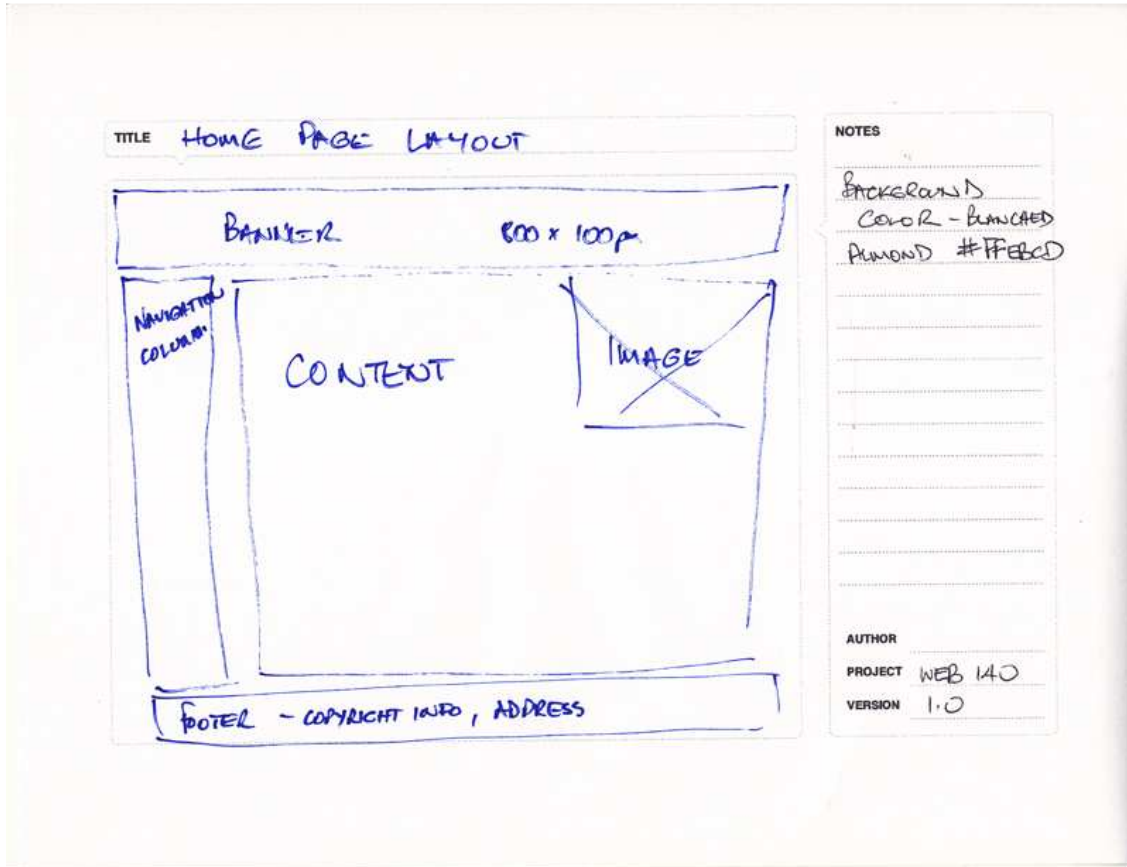 TITLE HOME PAGE LAYOUT
BANNER 800 x 100px
NAVIGATION
COLUMN.
CONTENT
IMAGE
FOOTER - COPYRIGHT INFO, ADDRESS
NOTES
BACKGROUND
COLOR - BLANCHED
ALMOND #FFEBCD
AUTHOR
PROJECT WEB 140
VERSION 1.0